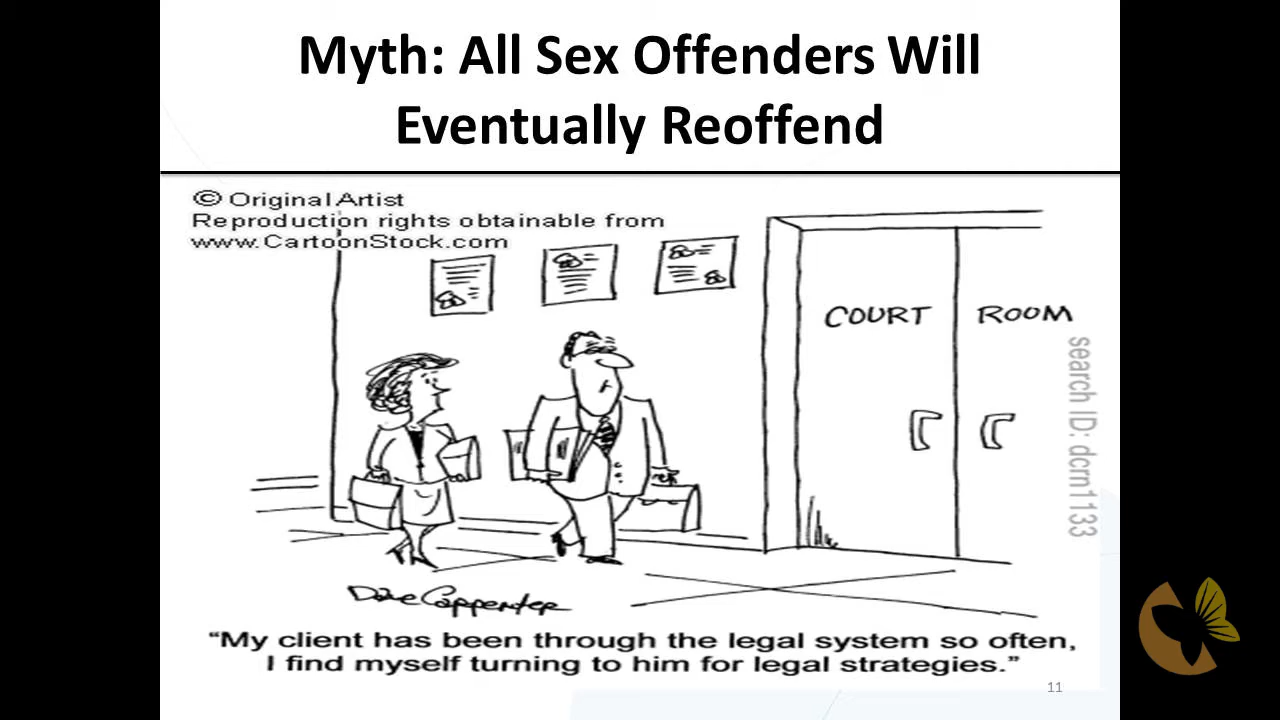 Myth: All Sex Offenders Will
Eventually Reoffend
© Original Artist
Reproduction rights obtainable from
www.CartoonStock.com
COURT ROOM
search ID: dcrn1133
Dave Carpenter
“My client has been through the legal system so often,
I find myself turning to him for legal strategies.”
11